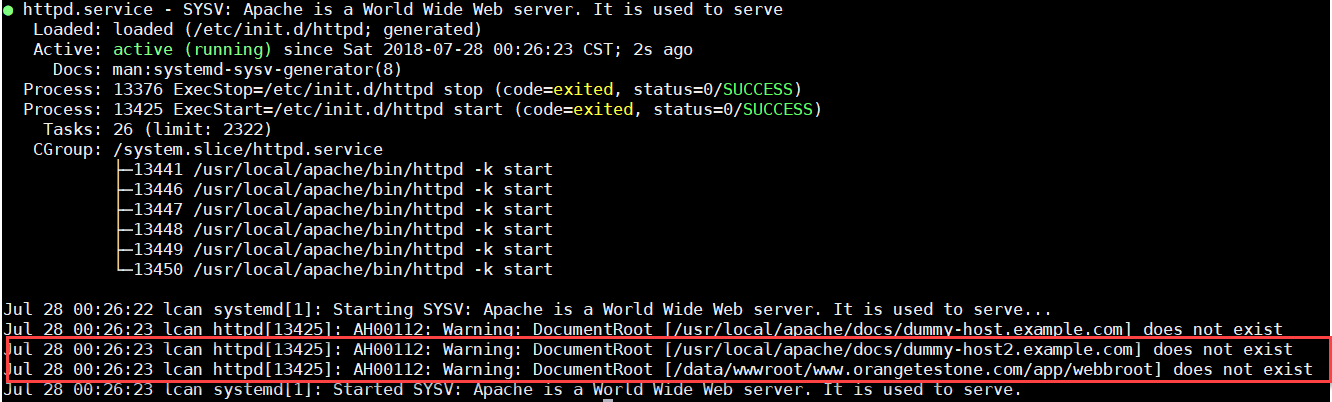 ● httpd.service - SYSV: Apache is a World Wide Web server. It is used to serve
Loaded: loaded (/etc/init.d/httpd; generated)
Active: active (running) since Sat 2018-07-28 00:26:23 CST; 2s ago
Docs: man:systemd-sysv-generator(8)
Process: 13376 ExecStop=/etc/init.d/httpd stop (code=exited, status=0/SUCCESS)
Process: 13425 ExecStart=/etc/init.d/httpd start (code=exited, status=0/SUCCESS)
Tasks: 26 (limit: 2322)
CGroup: /system.slice/httpd.service
├─13441 /usr/local/apache/bin/httpd -k start
├─13446 /usr/local/apache/bin/httpd -k start
├─13447 /usr/local/apache/bin/httpd -k start
├─13448 /usr/local/apache/bin/httpd -k start
├─13449 /usr/local/apache/bin/httpd -k start
└─13450 /usr/local/apache/bin/httpd -k start
Jul 28 00:26:22 lcan systemd[1]: Starting SYSV: Apache is a World Wide Web server. It is used to serve...
Jul 28 00:26:23 lcan httpd[13425]: AH00112: Warning: DocumentRoot [/usr/local/apache/docs/dummy-host.example.com] does not exist
Jul 28 00:26:23 lcan httpd[13425]: AH00112: Warning: DocumentRoot [/usr/local/apache/docs/dummy-host2.example.com] does not exist
Jul 28 00:26:23 lcan httpd[13425]: AH00112: Warning: DocumentRoot [/data/wwwroot/www.orangetestone.com/app/webbroot] does not exist
Jul 28 00:26:23 lcan systemd[1]: Started SYSV: Apache is a World Wide Web server. It is used to serve.